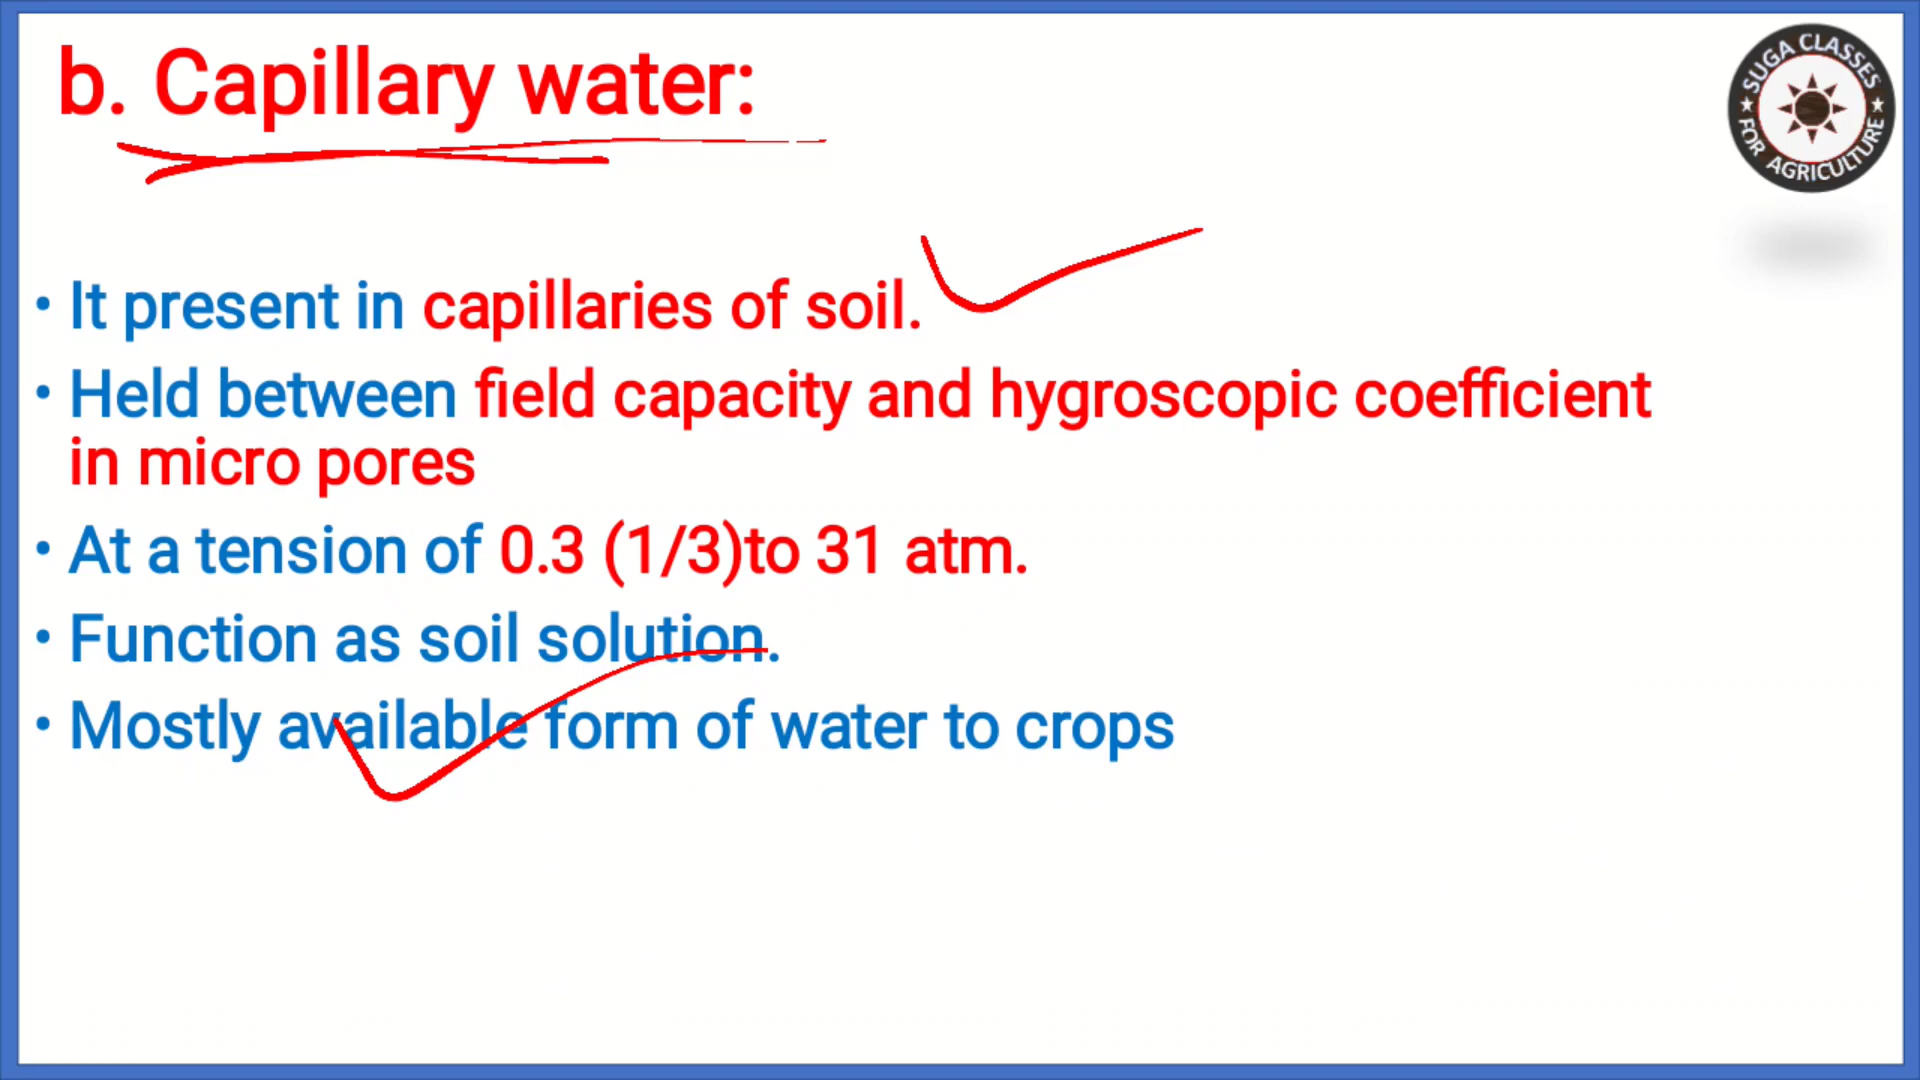 b. Capillary water:
SUGA CLASSES
FOR AGRICULTURE
• It present in capillaries of soil.
• Held between field capacity and hygroscopic coefficient
in micro pores
• At a tension of 0.3 (1/3)to 31 atm.
• Function as soil solution.
• Mostly available form of water to crops